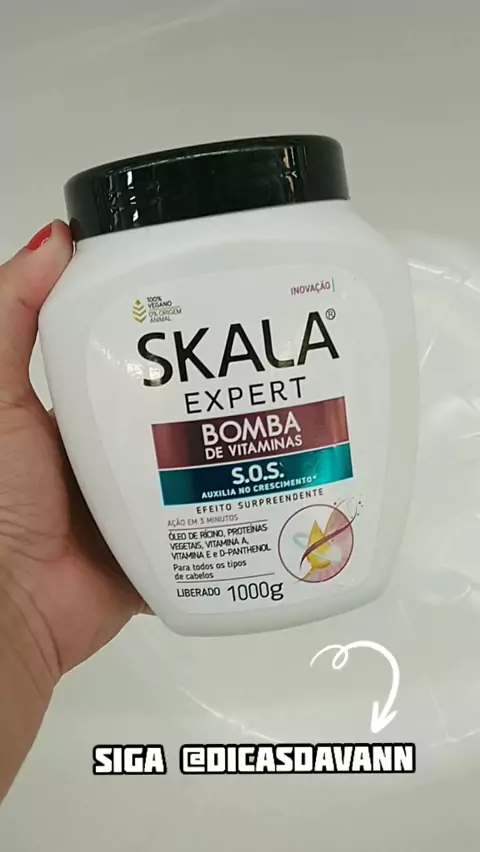 100%
VEGANO
0% ORIGEM
ANIMAL
INOVAÇÃO
SKALA®
EXPERT
BOMBA
DE VITAMINAS
S.O.S.
AUXILIA NO CRESCIMENTO*
EFEITO SURPREENDENTE
AÇÃO EM 3 MINUTOS
ÓLEO DE RÍCINO, PROTEÍNAS
VEGETAIS, VITAMINA A,
VITAMINA E e D-PANTHENOL
Para todos os tipos
de cabelos
LIBERADO 1000g
SIGA @DICASDAVANN